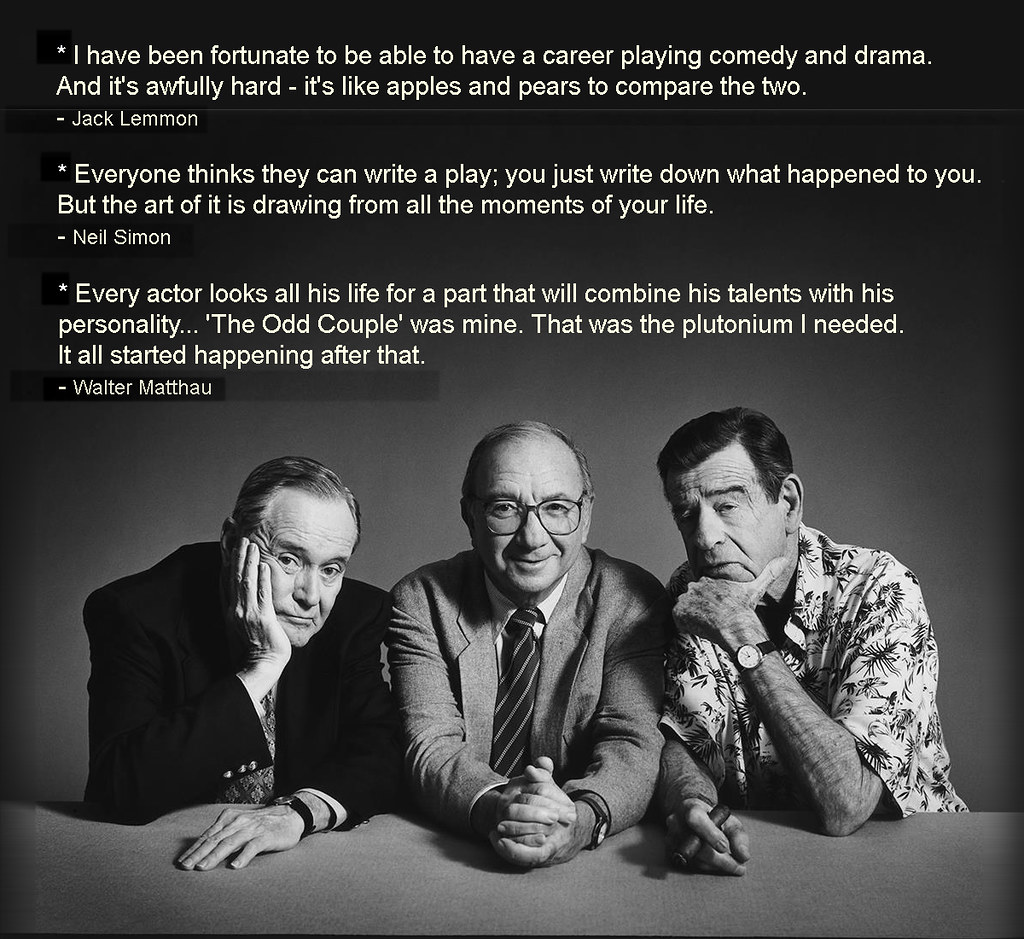 * I have been fortunate to be able to have a career playing comedy and drama.
And it's awfully hard - it's like apples and pears to compare the two.
- Jack Lemmon
* Everyone thinks they can write a play; you just write down what happened to you.
But the art of it is drawing from all the moments of your life.
- Neil Simon
* Every actor looks all his life for a part that will combine his talents with his
personality... 'The Odd Couple' was mine. That was the plutonium I needed.
It all started happening after that.
- Walter Matthau